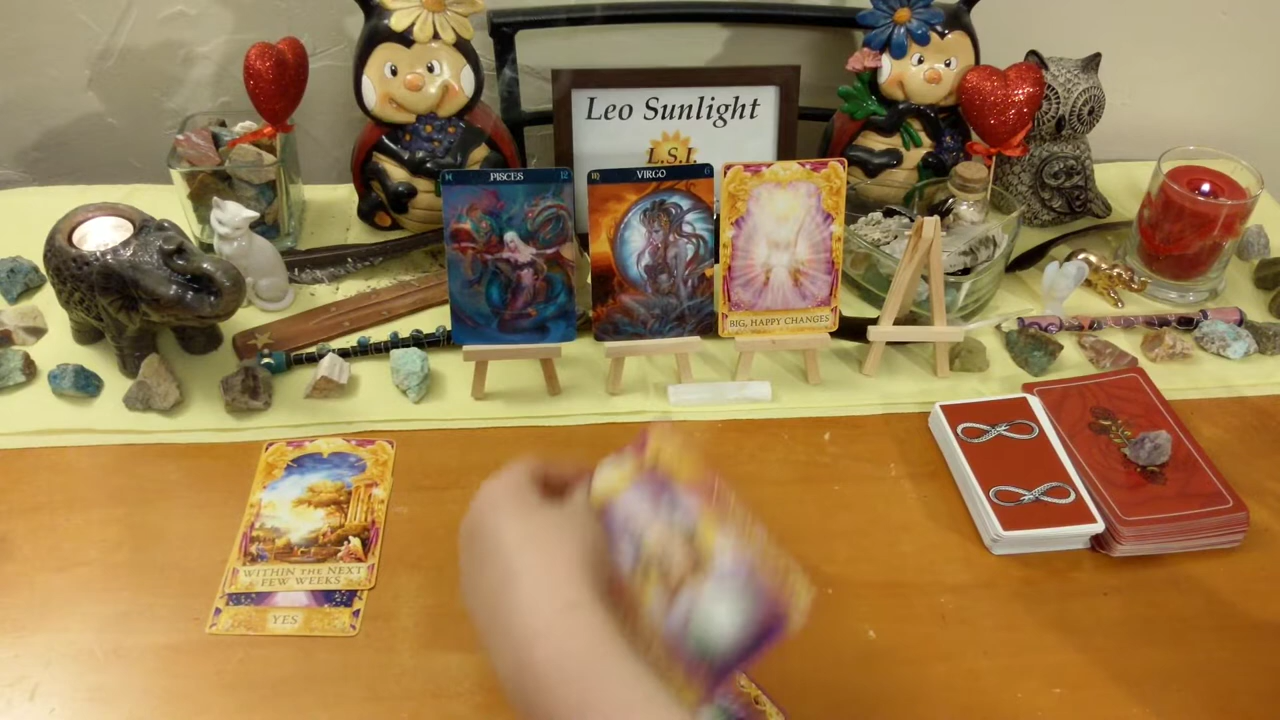 Leo Sunlight
L.S.I.
♓ PISCES 12
♍ VIRGO 6
BIG, HAPPY CHANGES
WITHIN THE NEXT
FEW WEEKS
YES